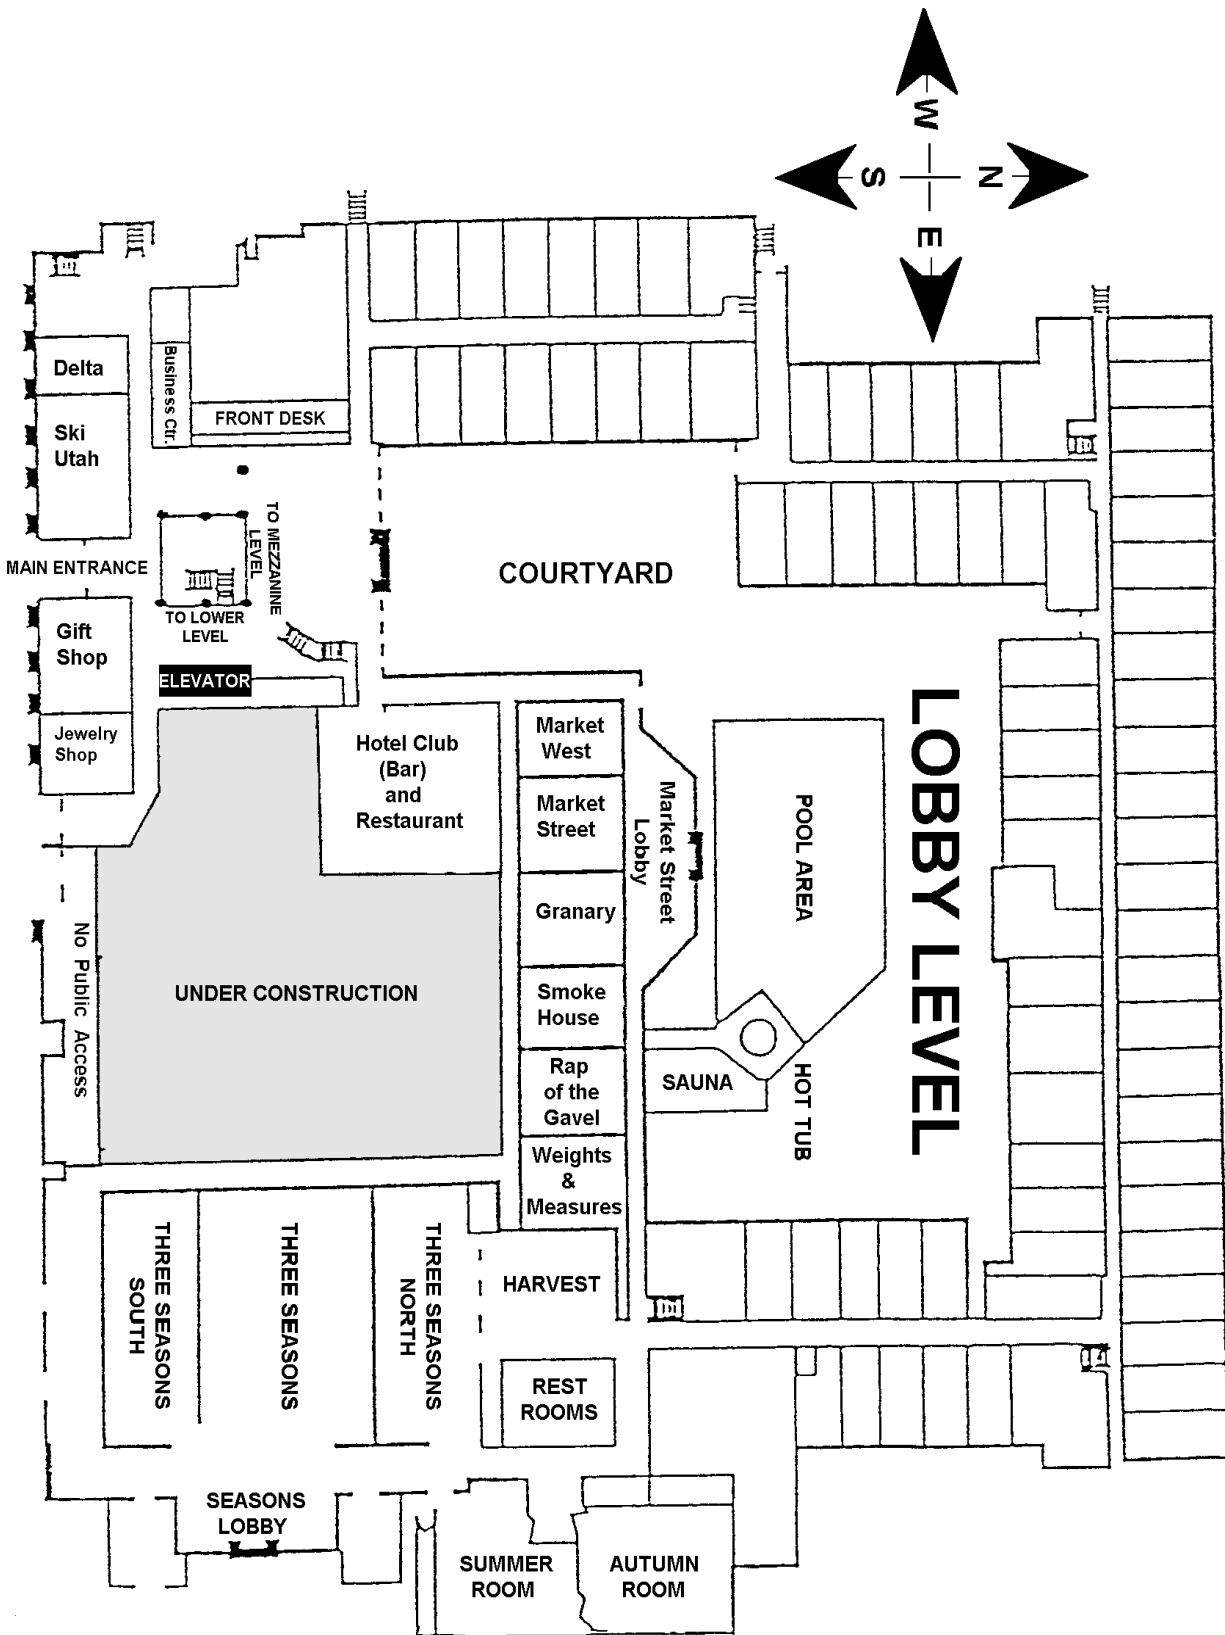 W
S
N
E
Delta
Ski
Utah
Business Ctr.
FRONT DESK
MAIN ENTRANCE
TO MEZZANINE
LEVEL
TO LOWER
LEVEL
COURTYARD
Gift
Shop
ELEVATOR
Jewelry
Shop
Hotel Club
(Bar)
and
Restaurant
Market
West
Market
Street
Market Street
Lobby
POOL AREA
LOBBY LEVEL
Granary
No Public Access
UNDER CONSTRUCTION
Smoke
House
Rap
of the
Gavel
SAUNA
HOT TUB
Weights
&
Measures
THREE SEASONS
SOUTH
THREE SEASONS
THREE SEASONS
NORTH
HARVEST
REST
ROOMS
SEASONS
LOBBY
SUMMER
ROOM
AUTUMN
ROOM